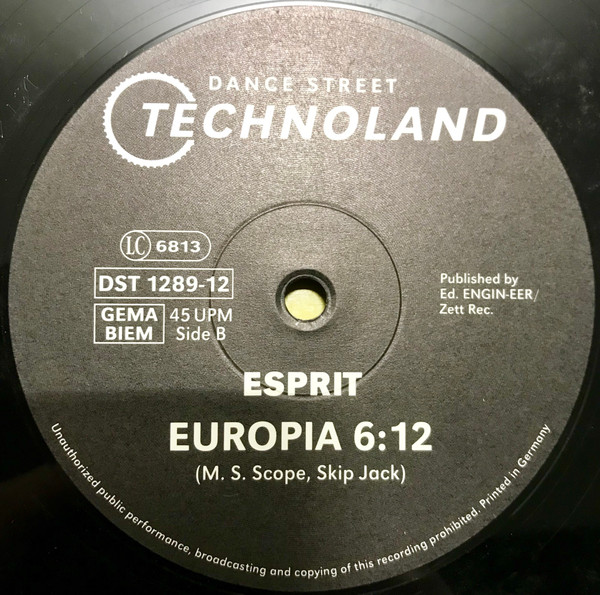 DANCE STREET
TECHNOLAND
LC 6813
DST 1289-12
GEMA
BIEM
45 UPM
Side B
Published by
Ed. ENGIN-EER/
Zett Rec.
ESPRIT
EUROPIA 6:12
(M. S. Scope, Skip Jack)
Unauthorized public performance, broadcasting and copying of this recording prohibited. Printed in Germany